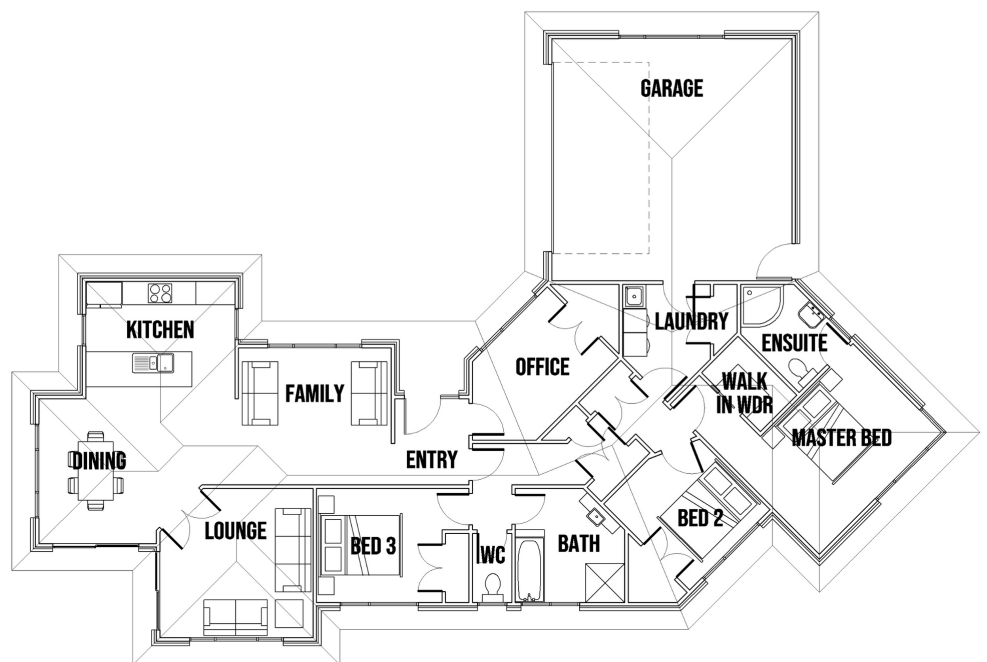 GARAGE
KITCHEN
LAUNDRY
ENSUITE
OFFICE
FAMILY
WALK
IN WDR
MASTER BED
DINING
ENTRY
LOUNGE
BED 3
WC
BATH
BED 2